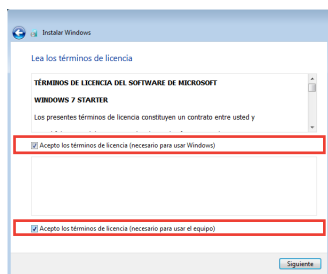 Instalar Windows
Lea los términos de licencia
TÉRMINOS DE LICENCIA DEL SOFTWARE DE MICROSOFT
WINDOWS 7 STARTER
Los presentes términos de licencia constituyen un contrato entre usted y
Acepto los términos de licencia (necesario para usar Windows)
Acepto los términos de licencia (necesario para usar el equipo)
Siguiente